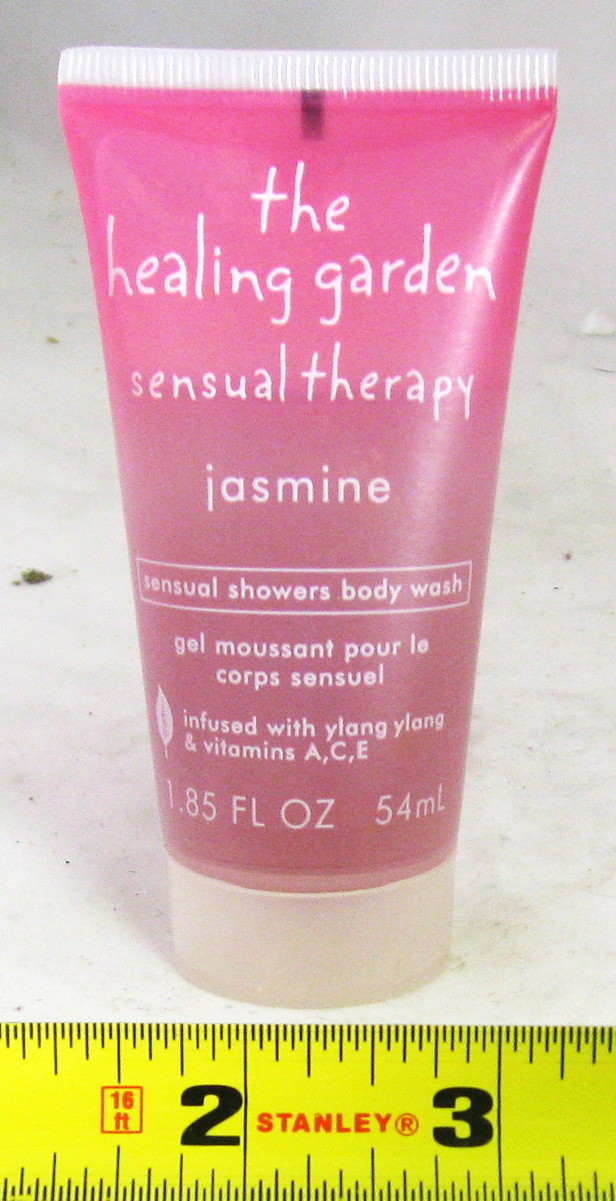 the
healing garden
sensual therapy
jasmine
sensual showers body wash
gel moussant pour le
corps sensuel
infused with ylang ylang
& vitamins A,C,E
1.85 FL OZ 54mL
16
ft
2 STANLEY® 3